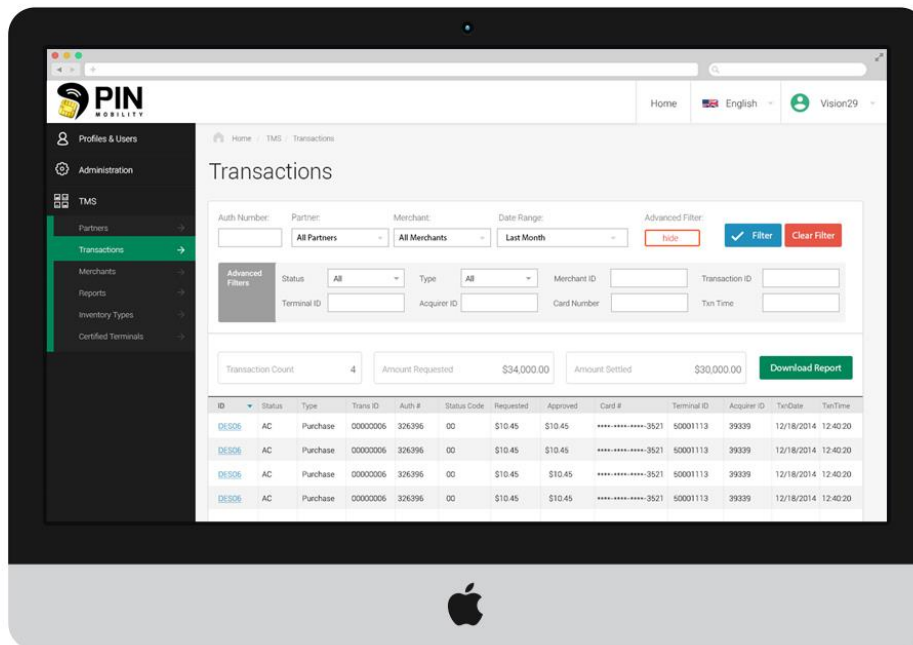 PIN
MOBILITY
Home English Vision29
Profiles & Users
Administration
TMS
Partners
Transactions
Merchants
Reports
Inventory Types
Certified Terminals
Home / TMS / Transactions
Transactions
Auth Number: Partner: Merchant: Date Range: Advanced Filter:
All Partners All Merchants Last Month hide Filter Clear Filter
Advanced Filters
Status All Type All Merchant ID Transaction ID
Terminal ID Acquirer ID Card Number Txn Time
Transaction Count 4 Amount Requested $34,000.00 Amount Settled $30,000.00 Download Report
ID Status Type Trans ID Auth # Status Code Requested Approved Card # Terminal ID Acquirer ID TxnDate TxnTime
DES06 AC Purchase 00000006 326396 00 $10.45 $10.45 ****-****-****-3521 50001113 39339 12/18/2014 12:40:20
DES06 AC Purchase 00000006 326396 00 $10.45 $10.45 ****-****-****-3521 50001113 39339 12/18/2014 12:40:20
DES06 AC Purchase 00000006 326396 00 $10.45 $10.45 ****-****-****-3521 50001113 39339 12/18/2014 12:40:20
DES06 AC Purchase 00000006 326396 00 $10.45 $10.45 ****-****-****-3521 50001113 39339 12/18/2014 12:40:20